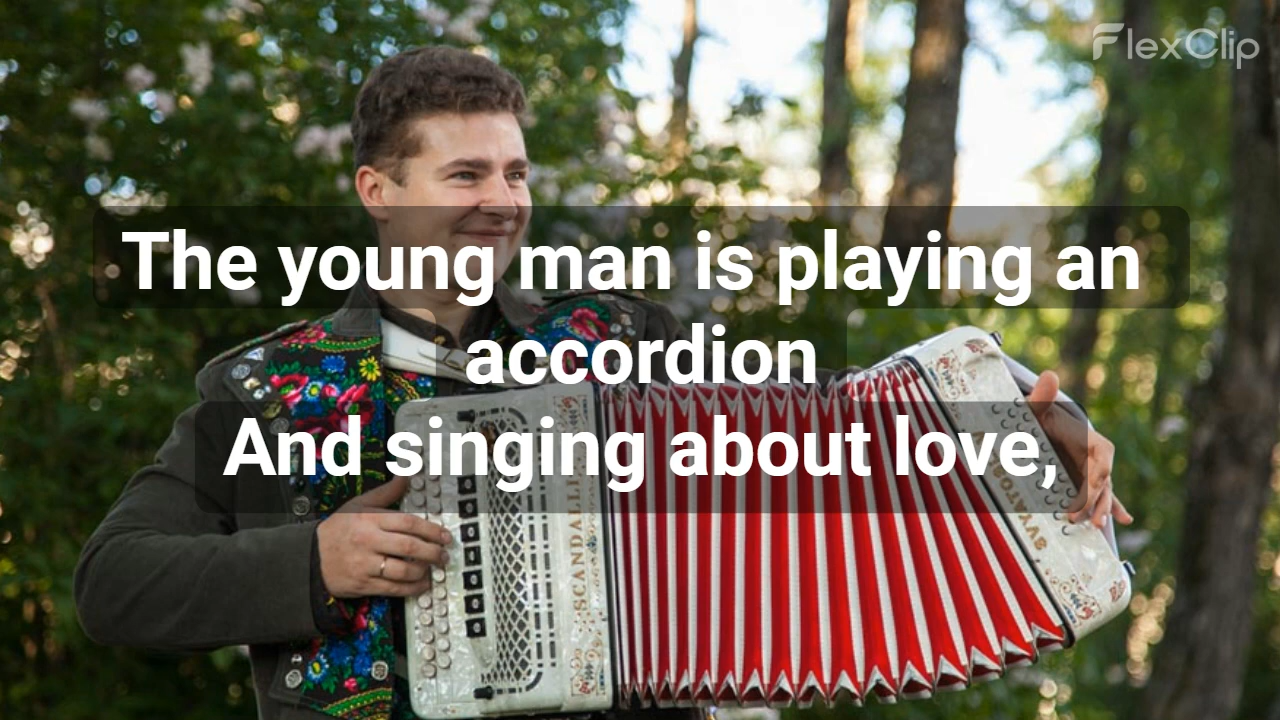 FlexClip
The young man is playing an
accordion
And singing about love,
SCANDALLI